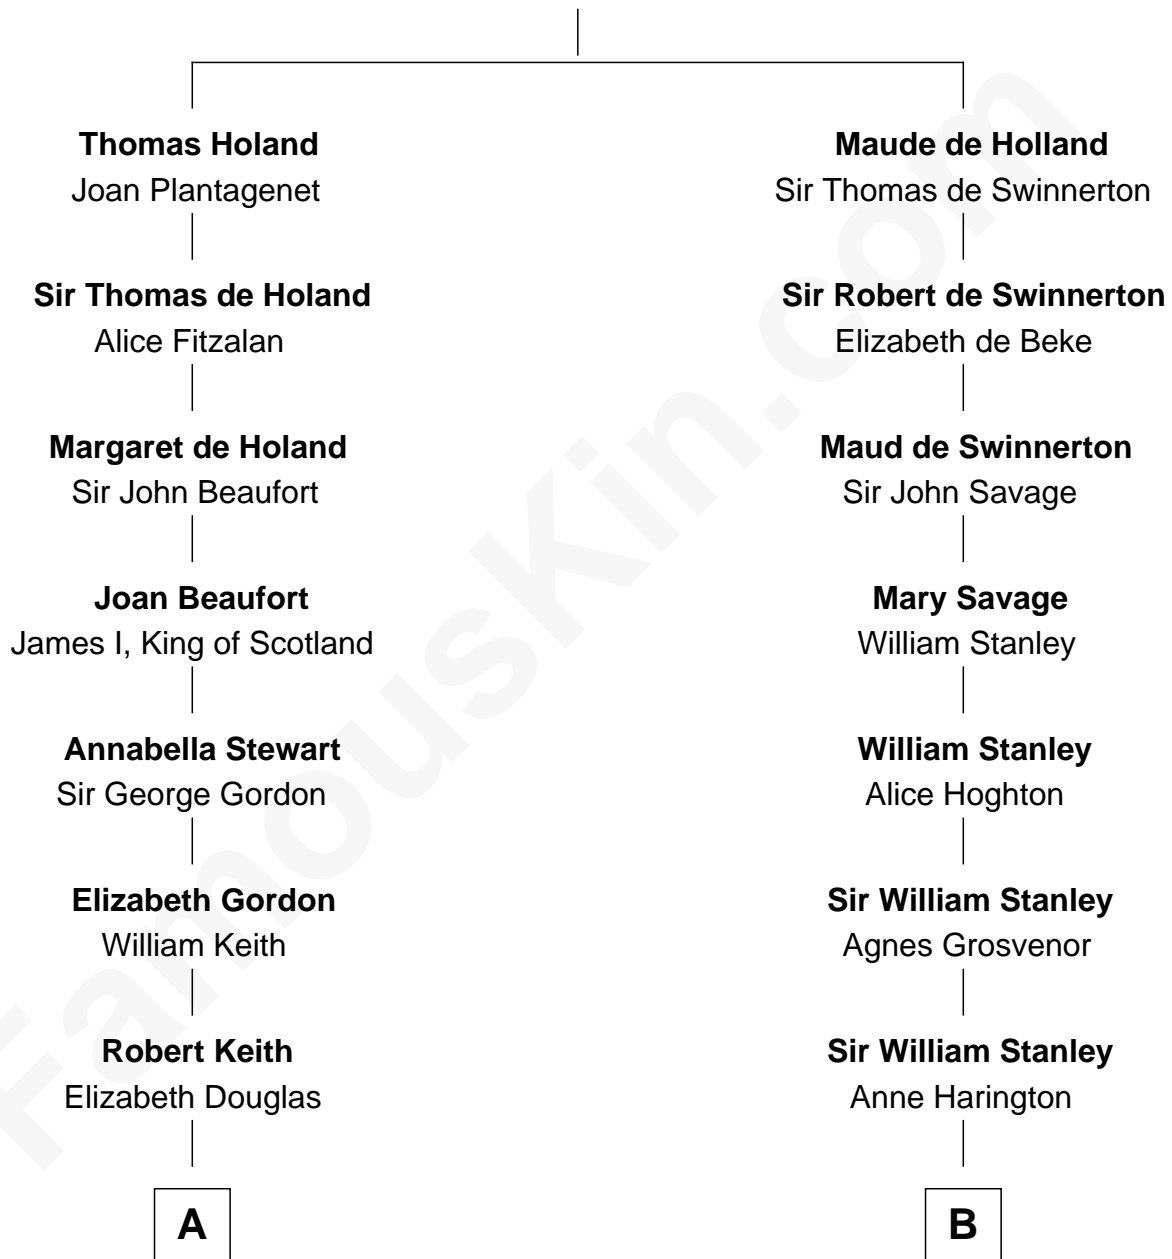 Thomas Holand
Joan Plantagenet
Sir Thomas de Holand
Alice Fitzalan
Margaret de Holand
Sir John Beaufort
Joan Beaufort
James I, King of Scotland
Annabella Stewart
Sir George Gordon
Elizabeth Gordon
William Keith
Robert Keith
Elizabeth Douglas
A
Maude de Holland
Sir Thomas de Swinnerton
Sir Robert de Swinnerton
Elizabeth de Beke
Maud de Swinnerton
Sir John Savage
Mary Savage
William Stanley
William Stanley
Alice Hoghton
Sir William Stanley
Agnes Grosvenor
Sir William Stanley
Anne Harington
B
FamousKin.com